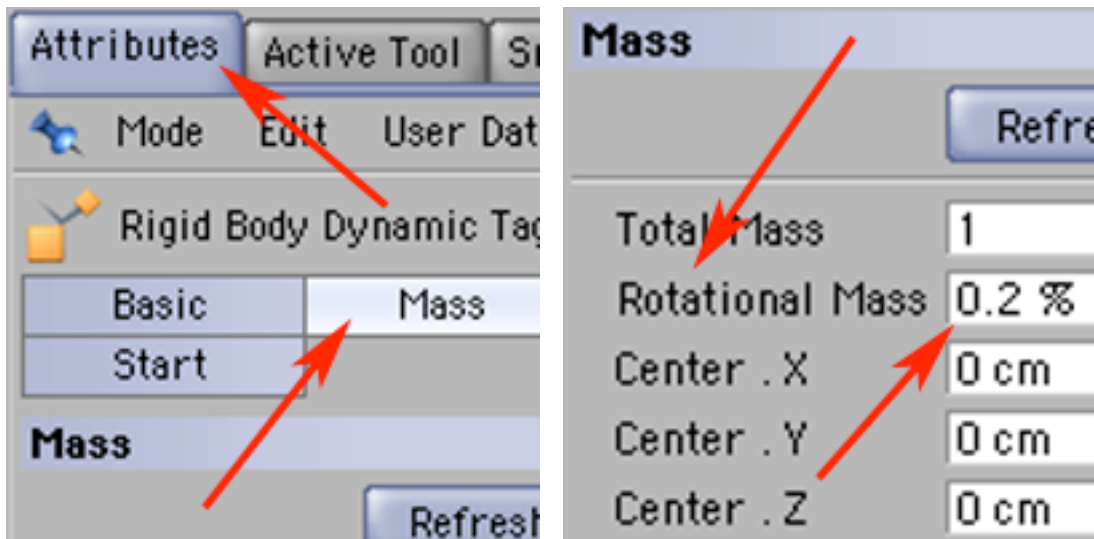 Attributes Active Tool
Mode Edit User Dat
Rigid Body Dynamic Tag
Basic Mass
Start
Mass
Refresh
Mass
Refre
Total Mass 1
Rotational Mass 0.2 %
Center . X 0 cm
Center . Y 0 cm
Center . Z 0 cm